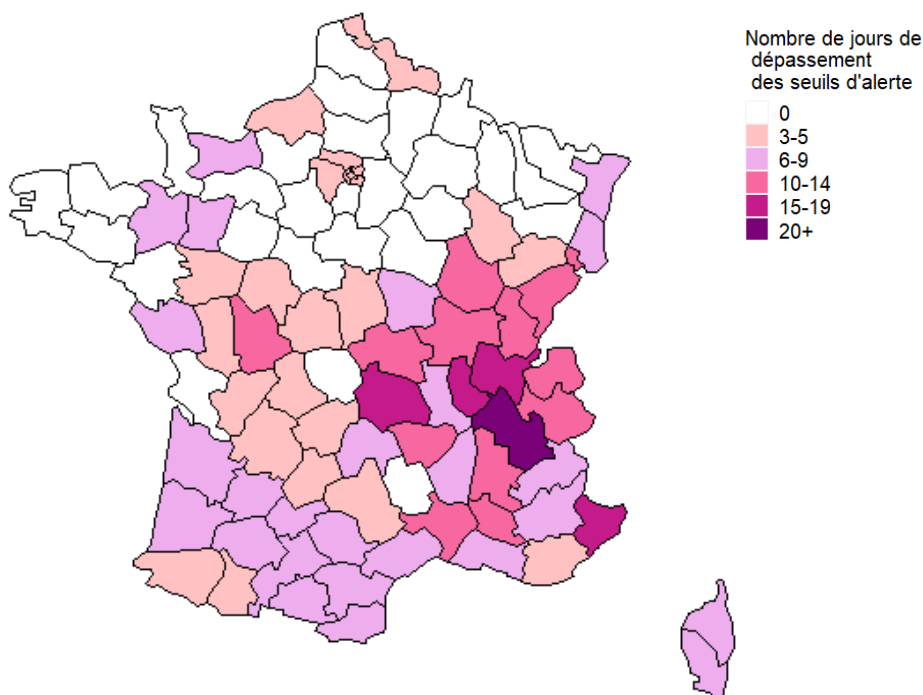 Nombre de jours de
dépassement
des seuils d'alerte
0
3-5
6-9
10-14
15-19
20+